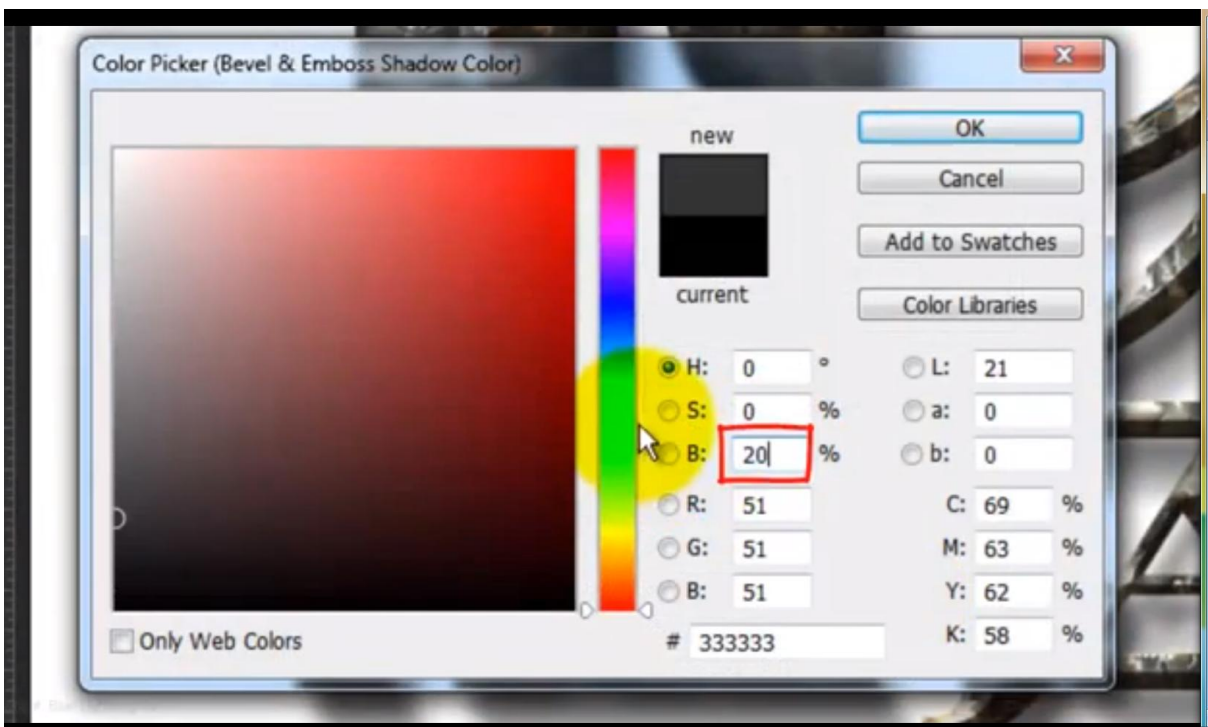 Color Picker (Bevel & Emboss Shadow Color)
new
current
OK
Cancel
Add to Swatches
Color Libraries
H: 0 °
S: 0 %
B: 20 %
R: 51
G: 51
B: 51
# 333333
L: 21
a: 0
b: 0
C: 69 %
M: 63 %
Y: 62 %
K: 58 %
Only Web Colors